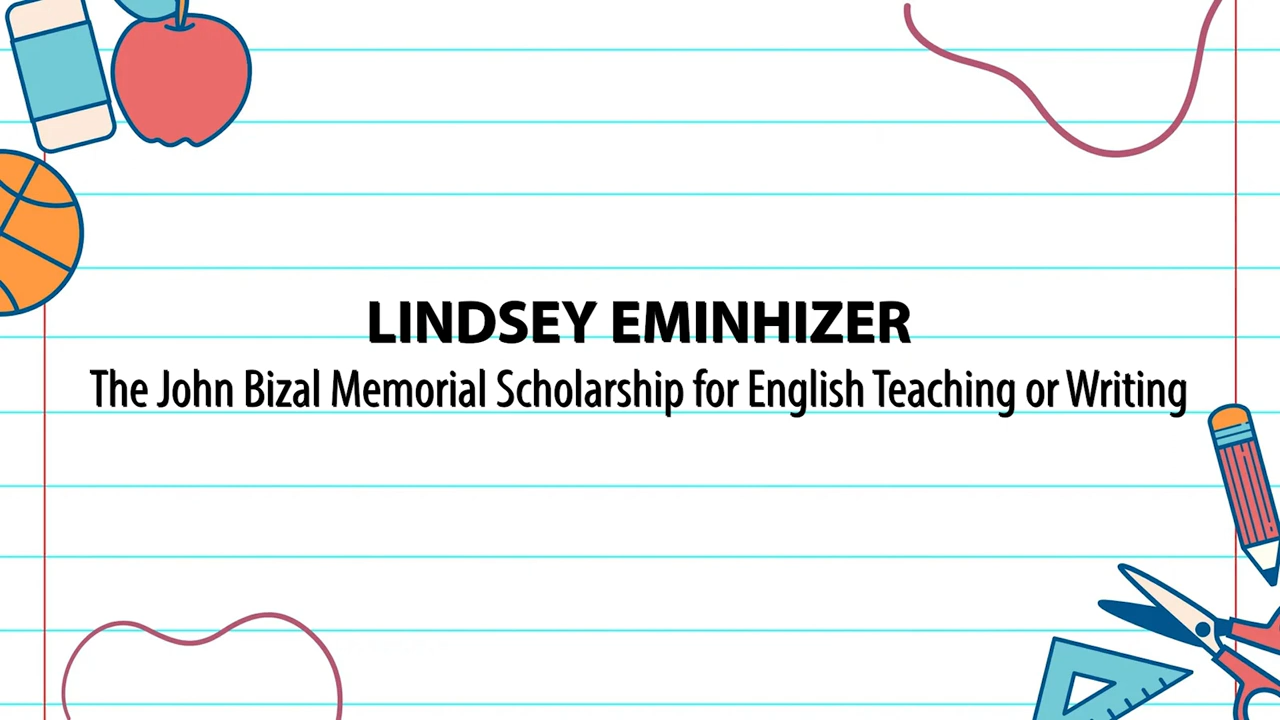 LINDSEY EMINHIZER
The John Bizal Memorial Scholarship for English Teaching or Writing